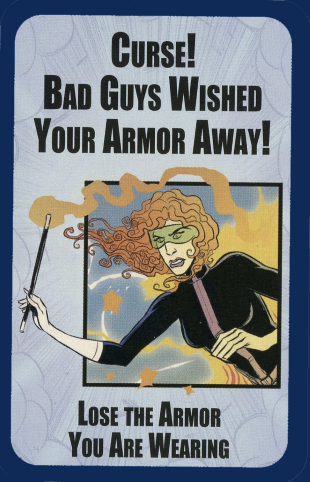 CURSE!
BAD GUYS WISHED
YOUR ARMOR AWAY!
LOSE THE ARMOR
YOU ARE WEARING